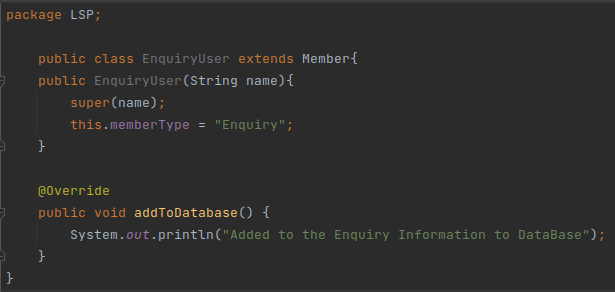 package LSP;
public class EnquiryUser extends Member{
public EnquiryUser(String name){
super(name);
this.memberType = "Enquiry";
}
@Override
public void addToDatabase() {
System.out.println("Added to the Enquiry Information to DataBase");
}
}